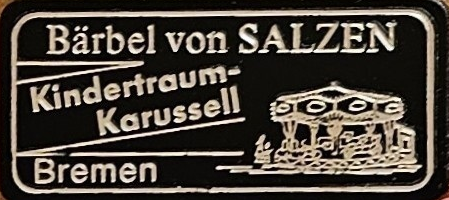 Bärbel von SALZEN
Kindertraum-
Karussell
Bremen